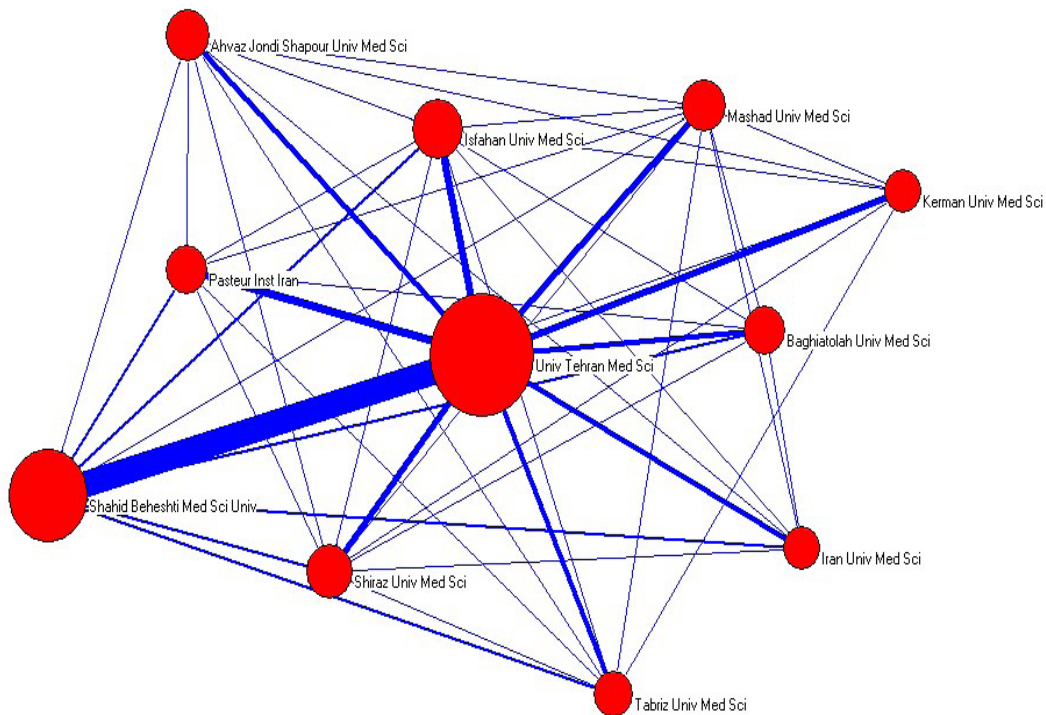 Ahvaz Jondi Shapour Univ Med Sci
Mashad Univ Med Sci
Isfahan Univ Med Sci
Kerman Univ Med Sci
Pasteur Inst Iran
Baghiatolah Univ Med Sci
Univ Tehran Med Sci
Shahid Beheshti Med Sci Univ
Iran Univ Med Sci
Shiraz Univ Med Sci
Tabriz Univ Med Sci